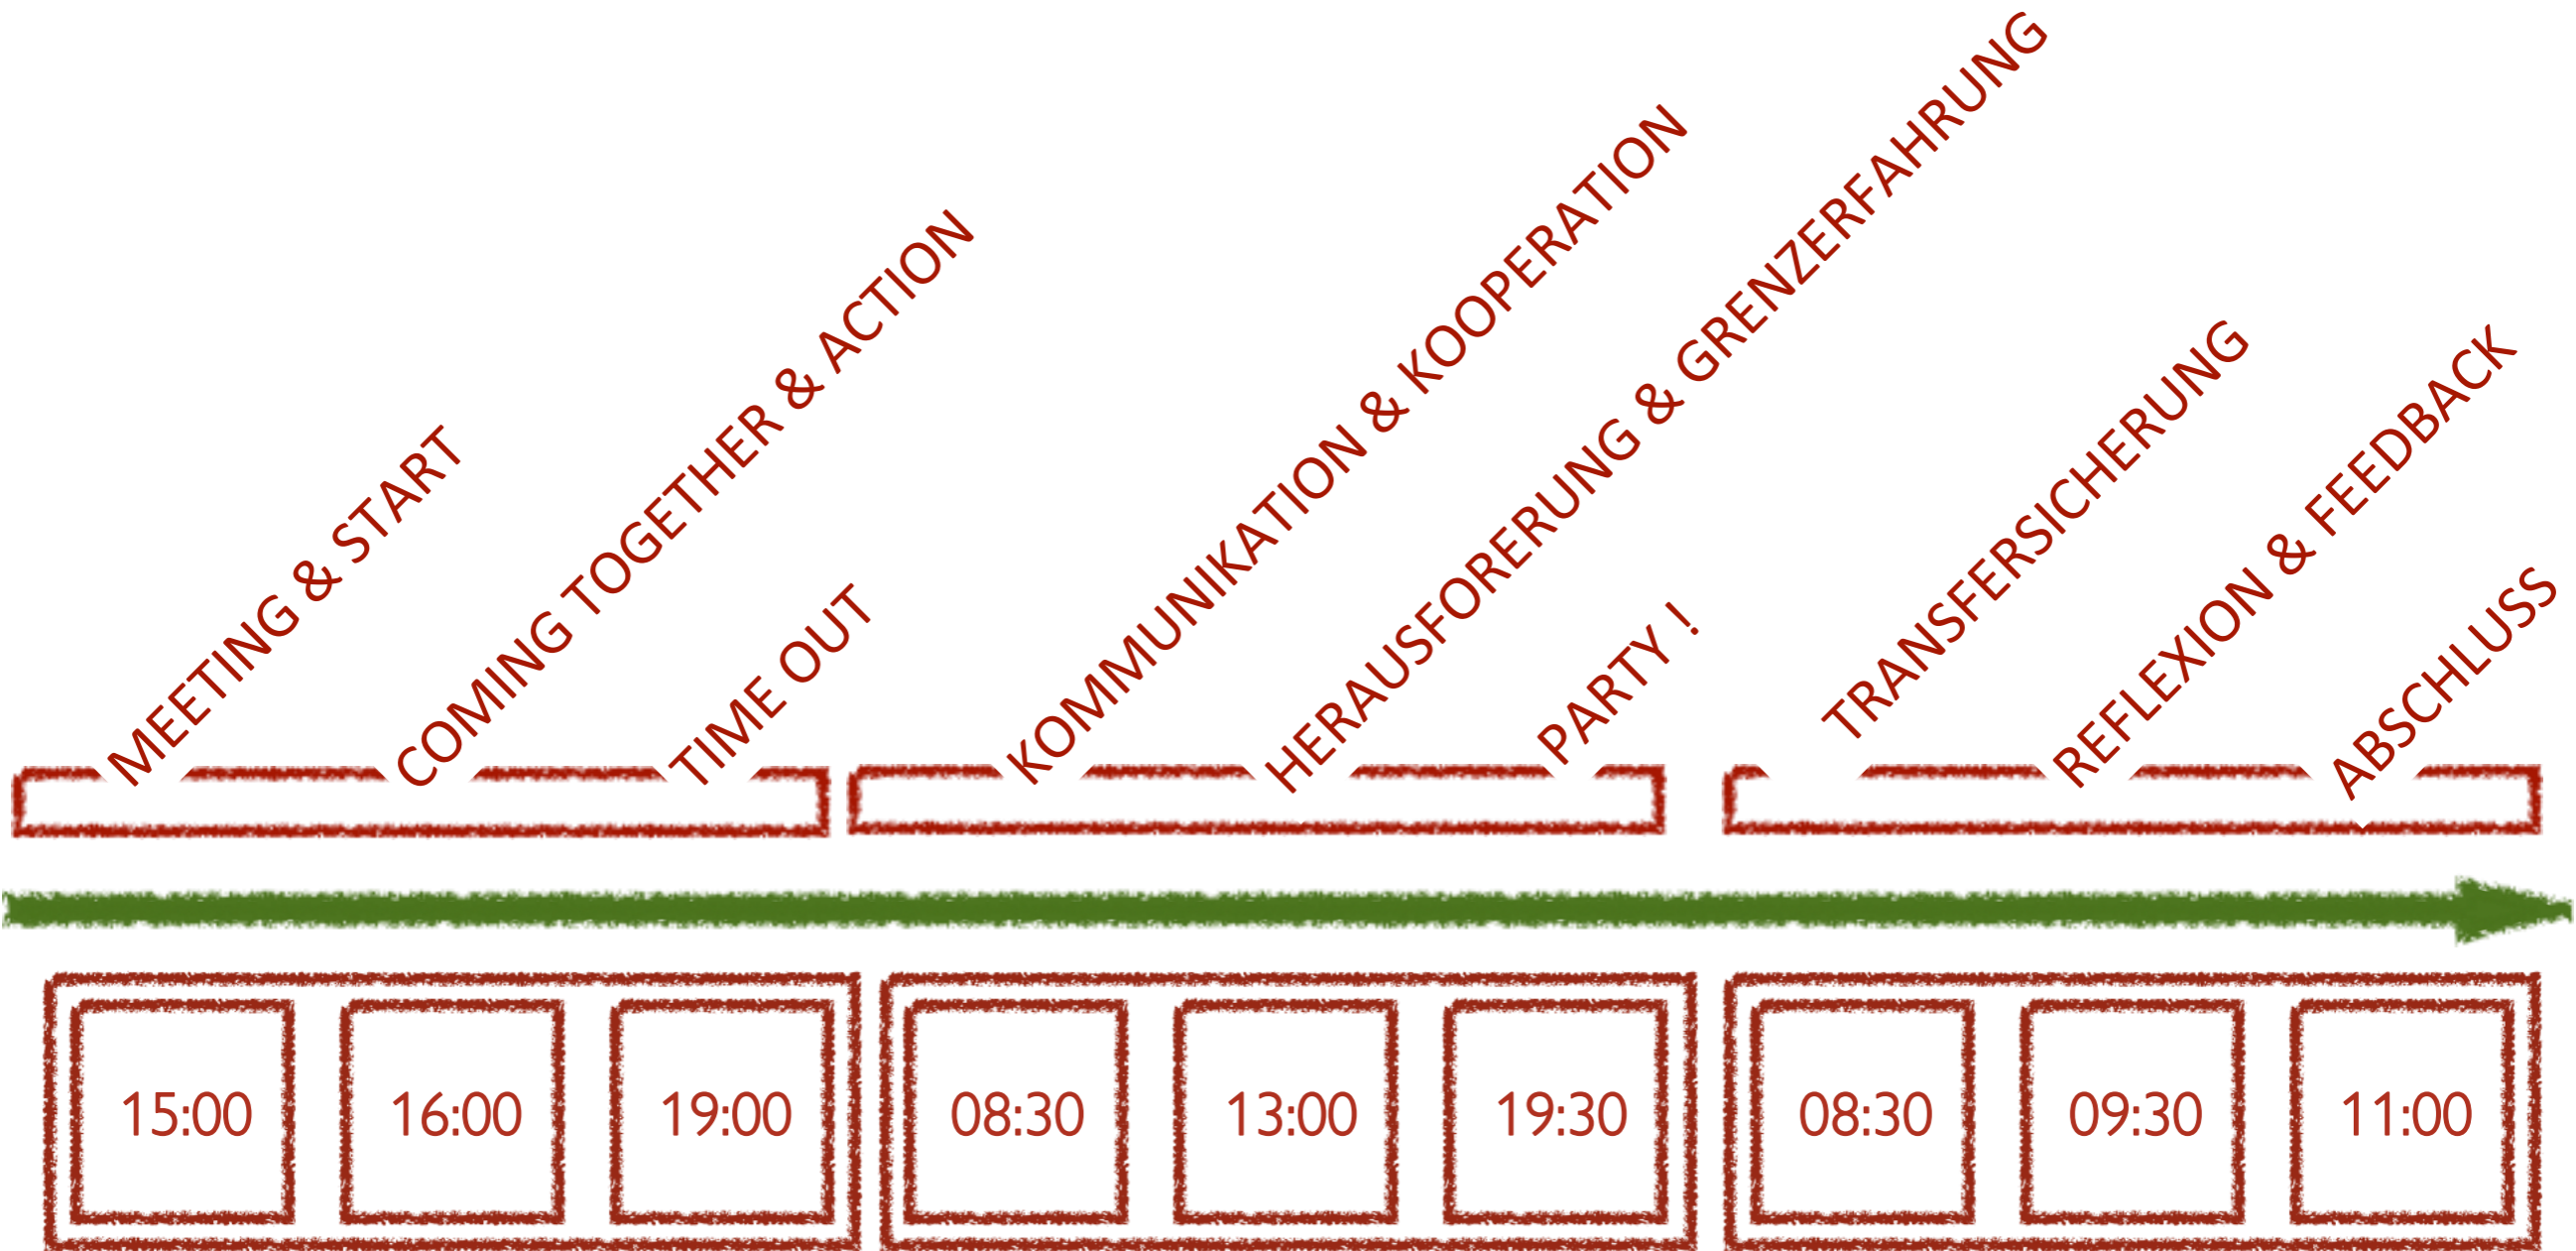 MEETING & START
COMING TOGETHER & ACTION
TIME OUT
KOMMUNIKATION & KOOPERATION
HERAUSFORERUNG & GRENZERFAHRUNG
PARTY !
TRANSFERSICHERUNG
REFLEXION & FEEDBACK
ABSCHLUSS
15:00
16:00
19:00
08:30
13:00
19:30
08:30
09:30
11:00